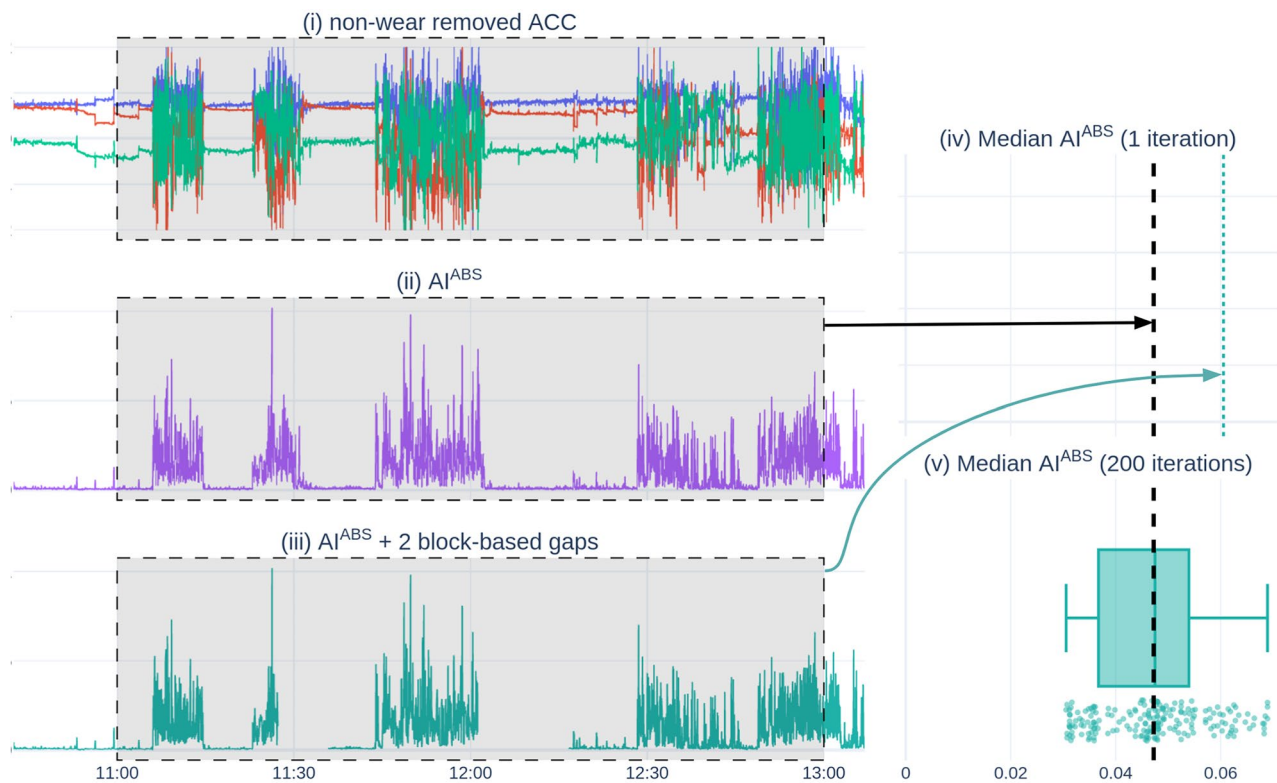 (i) non-wear removed ACC
(ii) AI^ABS
(iii) AI^ABS + 2 block-based gaps
11:00 11:30 12:00 12:30 13:00
(iv) Median AI^ABS (1 iteration)
(v) Median AI^ABS (200 iterations)
0 0.02 0.04 0.06